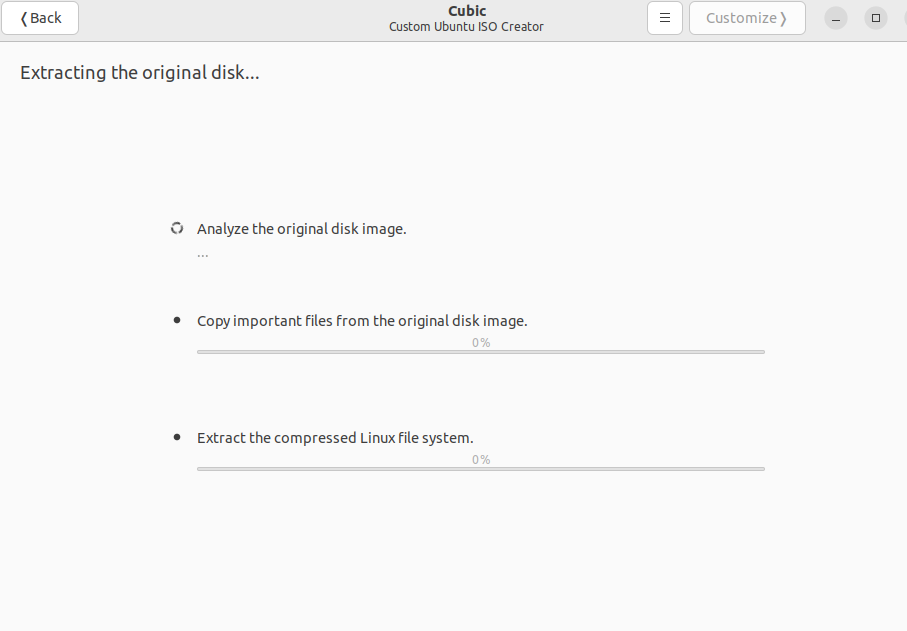 ❬Back
Cubic
Custom Ubuntu ISO Creator
Customize❭
Extracting the original disk...
Analyze the original disk image.
...
Copy important files from the original disk image.
0%
Extract the compressed Linux file system.
0%